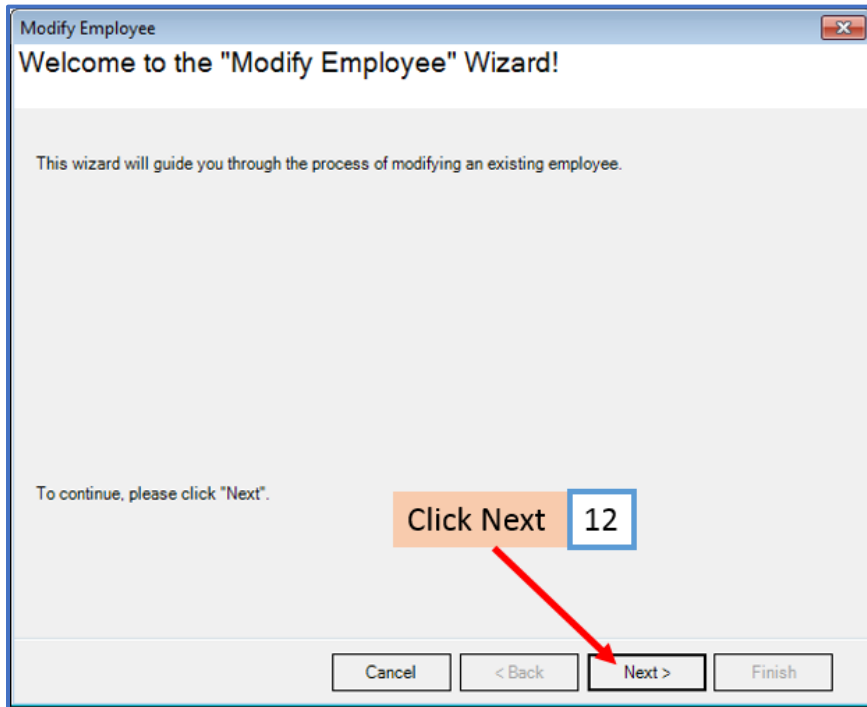 Modify Employee
Welcome to the "Modify Employee" Wizard!
This wizard will guide you through the process of modifying an existing employee.
To continue, please click "Next".
Click Next 12
Cancel < Back Next > Finish